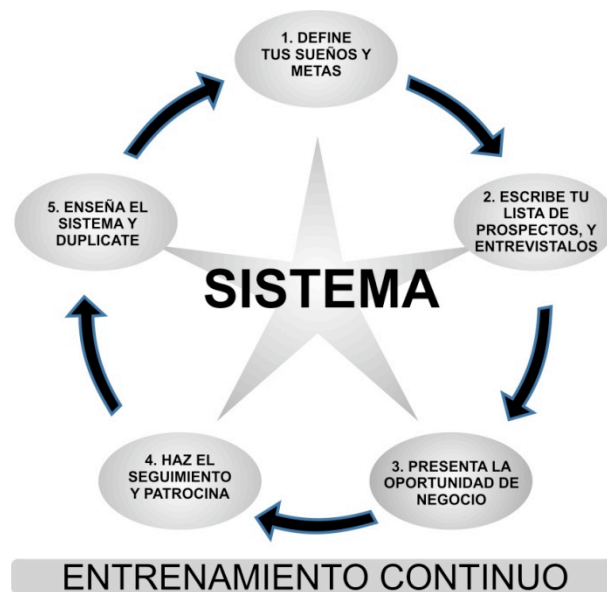 1. DEFINE
TUS SUEÑOS Y
METAS
2. ESCRIBE TU
LISTA DE
PROSPECTOS, Y
ENTREVISTALOS
5. ENSEÑA EL
SISTEMA Y
DUPLICATE
SISTEMA
4. HAZ EL
SEGUIMIENTO
Y PATROCINA
3. PRESENTA LA
OPORTUNIDAD DE
NEGOCIO
ENTRENAMIENTO CONTINUO